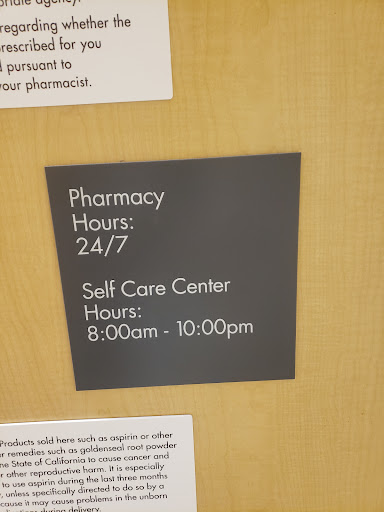 agency.
regarding whether the
prescribed for you
pursuant to
your pharmacist.
Pharmacy
Hours:
24/7
Self Care Center
Hours:
8:00am - 10:00pm
Products sold here such as aspirin or other
remedies such as goldenseal root powder
State of California to cause cancer and
other reproductive harm. It is especially
to use aspirin during the last three months
, unless specifically directed to do so by a
cause it may cause problems in the unborn
during delivery.